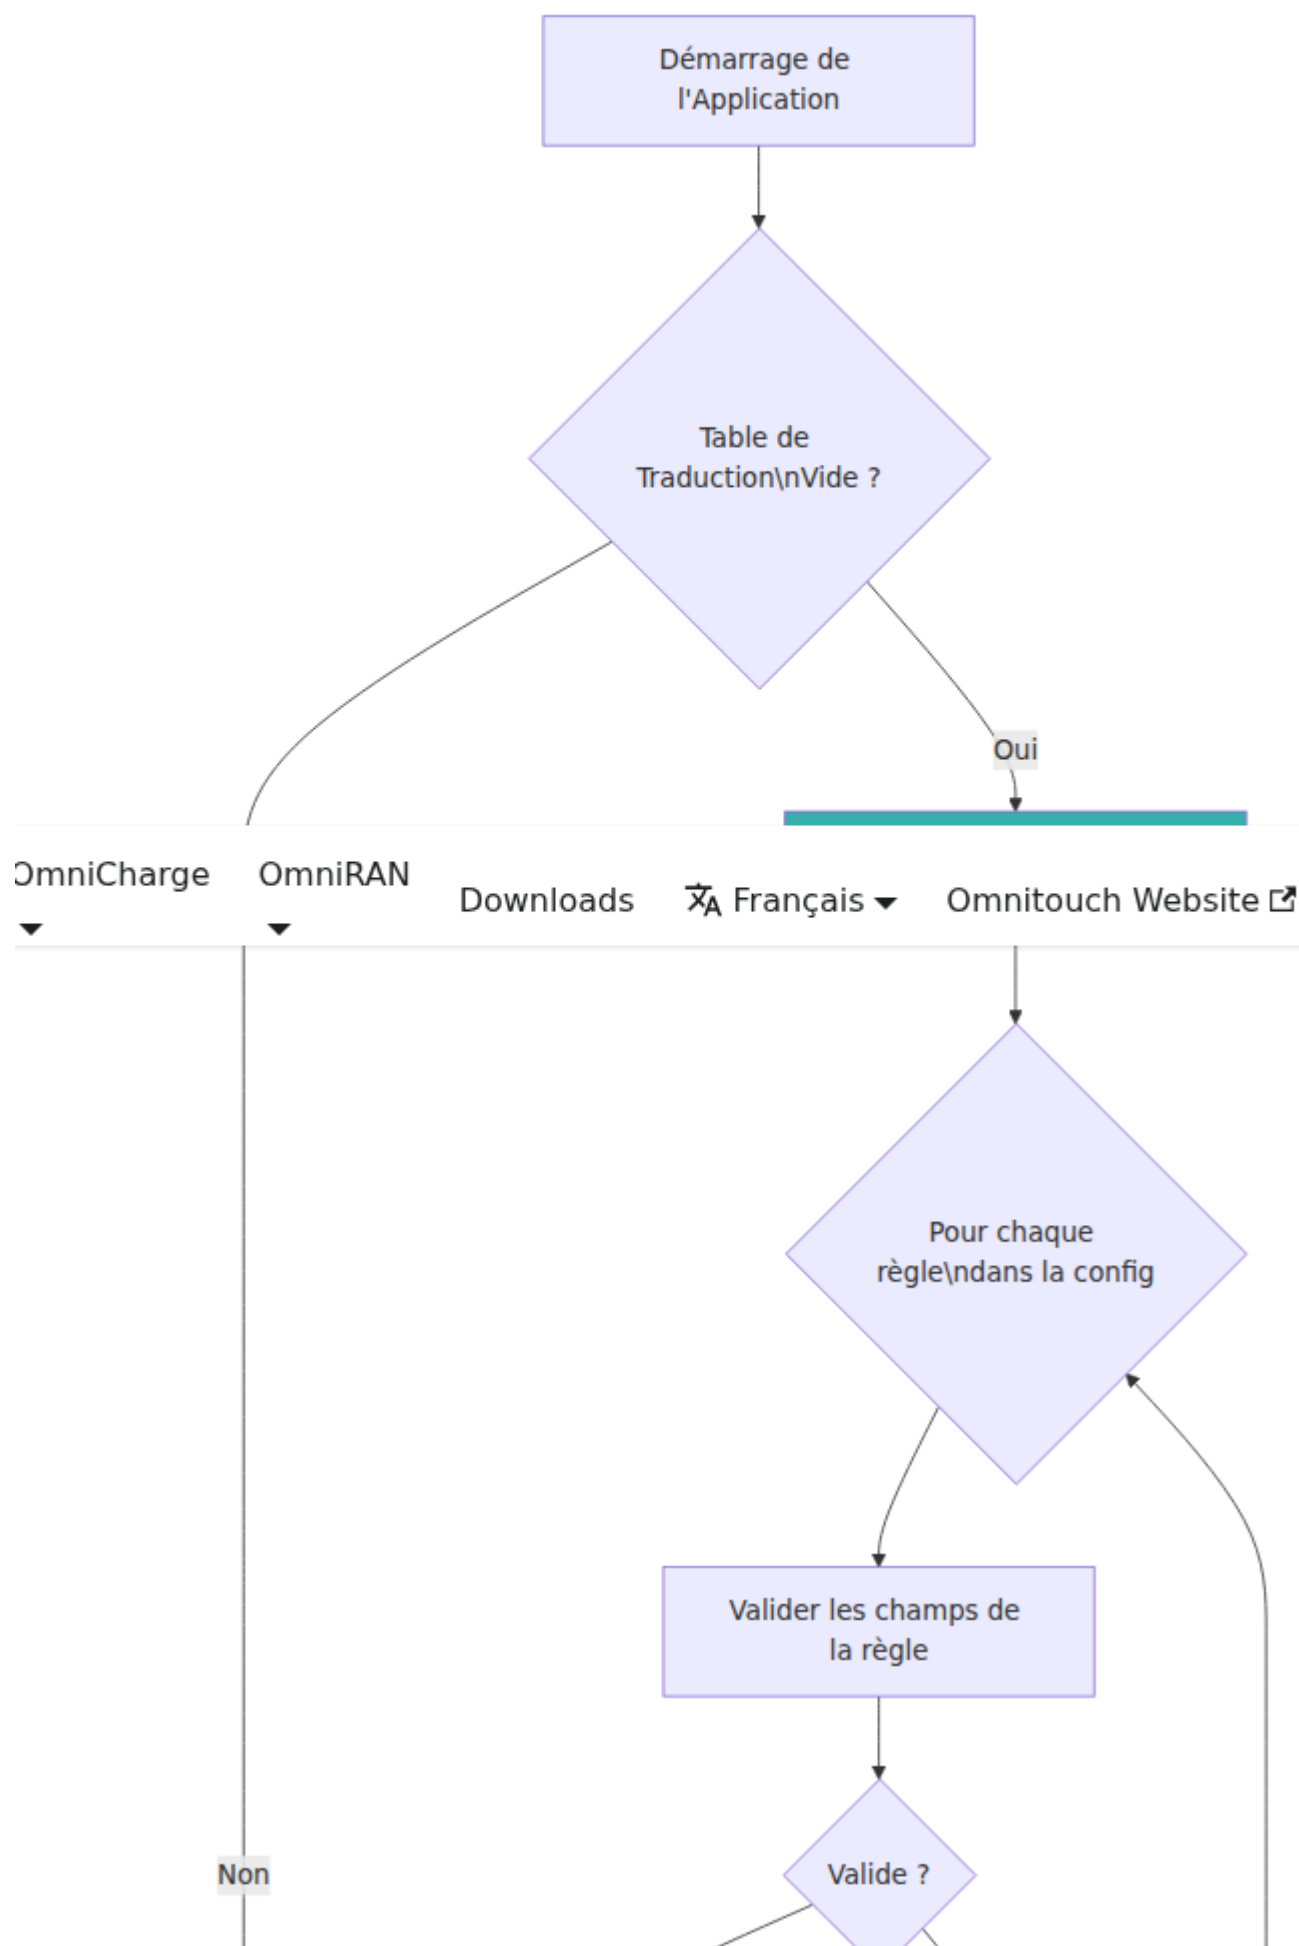 Démarrage de
l'Application
Table de
Traduction\nVide ?
Oui
OmniCharge
OmniRAN
Downloads
Français
Omnitouch Website
Pour chaque
règle\ndans la config
Valider les champs de
la règle
Non
Valide ?